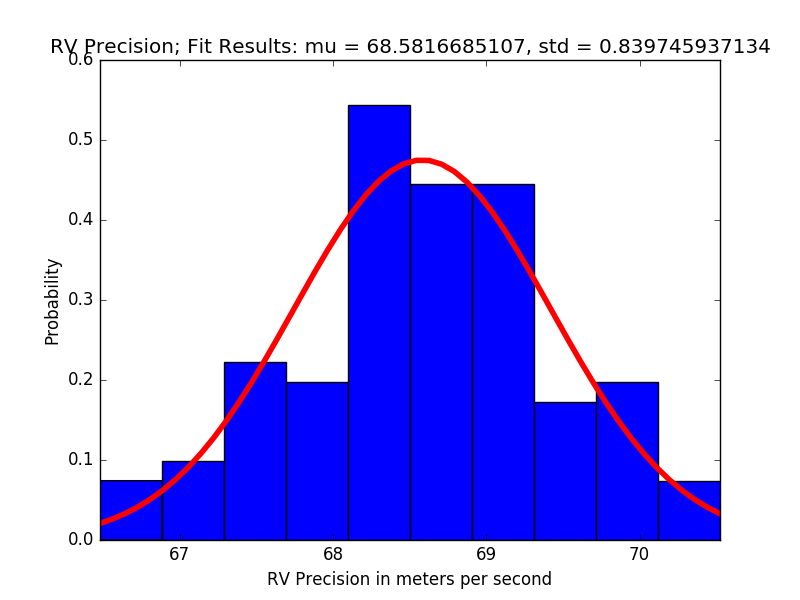 RV Precision; Fit Results: mu = 68.5816685107, std = 0.839745937134
0.6
0.5
0.4
0.3
0.2
0.1
0.0
Probability
67 68 69 70
RV Precision in meters per second